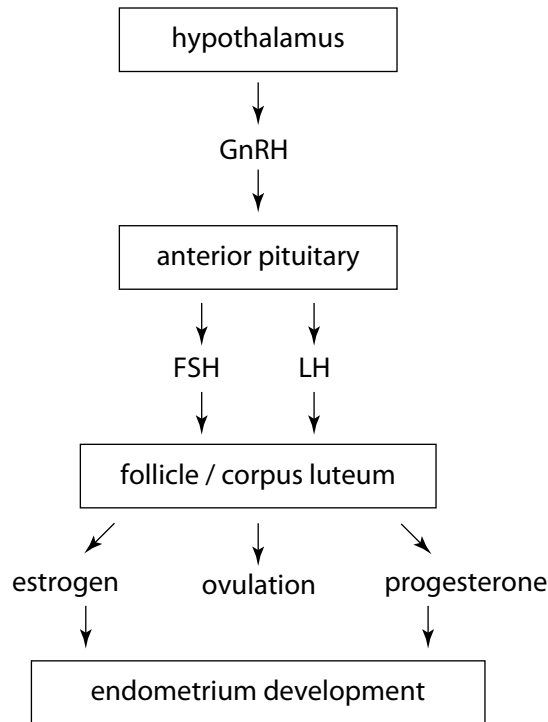 hypothalamus
GnRH
anterior pituitary
FSH LH
follicle / corpus luteum
estrogen ovulation progesterone
endometrium development